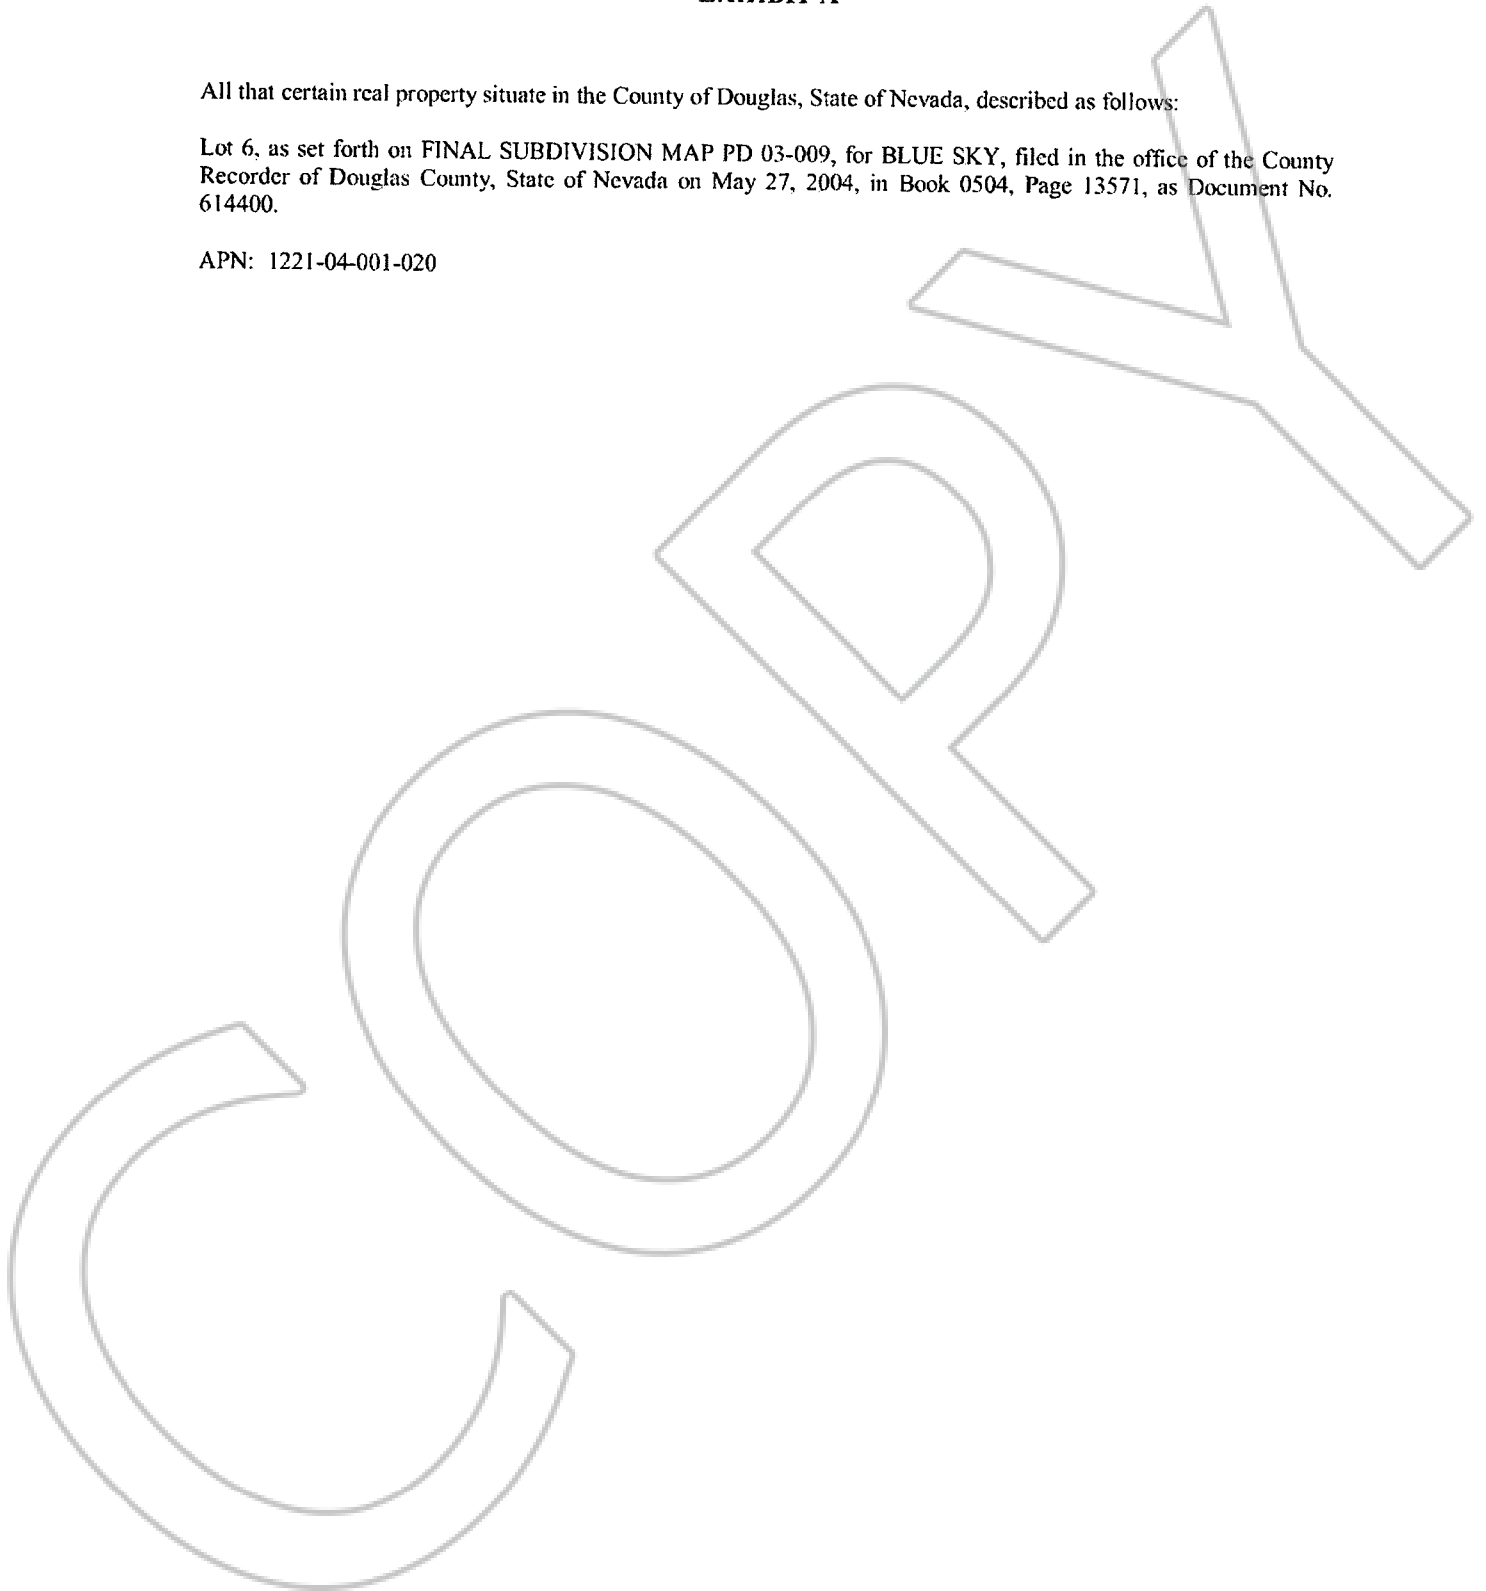 All that certain real property situate in the County of Douglas, State of Nevada, described as follows:
Lot 6, as set forth on FINAL SUBDIVISION MAP PD 03-009, for BLUE SKY, filed in the office of the County
Recorder of Douglas County, State of Nevada on May 27, 2004, in Book 0504, Page 13571, as Document No.
614400.
APN: 1221-04-001-020
COPY